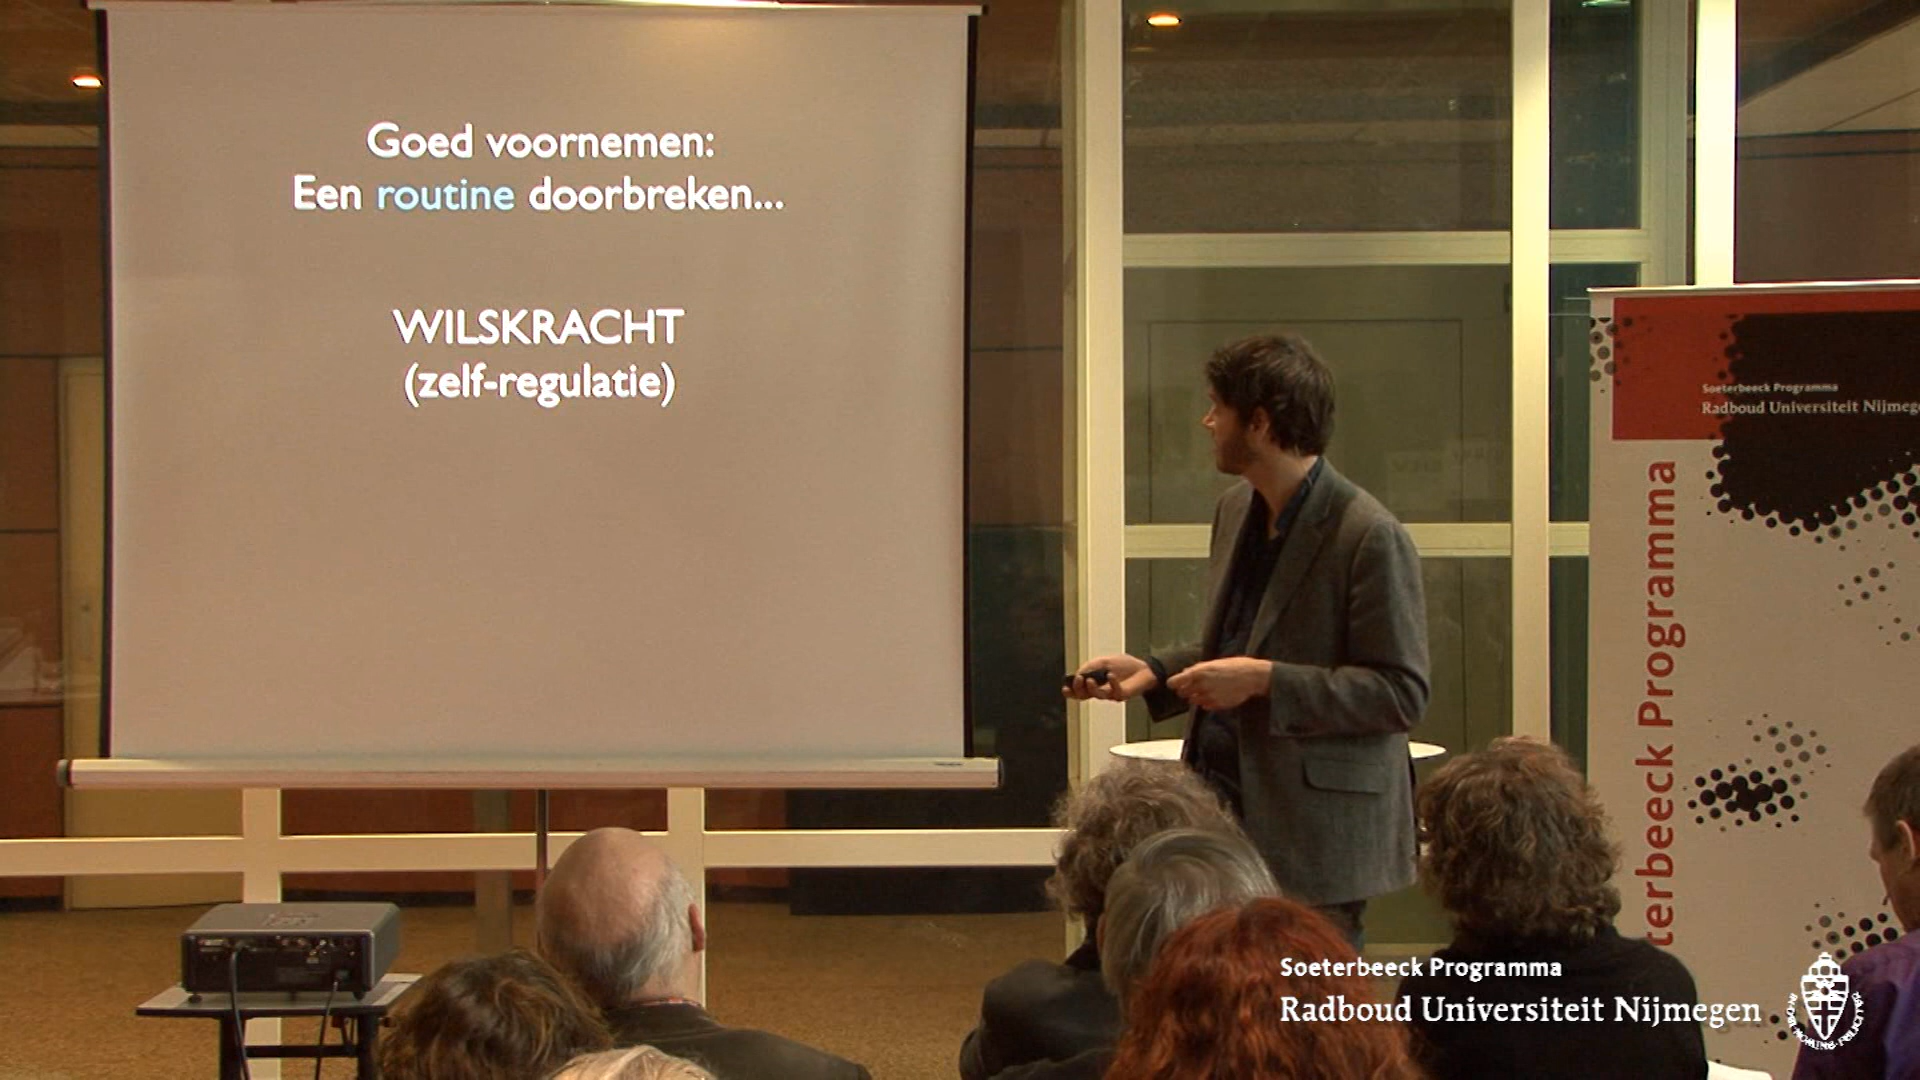 Goed voornemen:
Een routine doorbreken...
WILSKRACHT
(zelf-regulatie)
Soeterbeeck Programma
Radboud Universiteit
terbeeck Programma
Soeterbeeck Programma
Radboud Universiteit Nijmegen